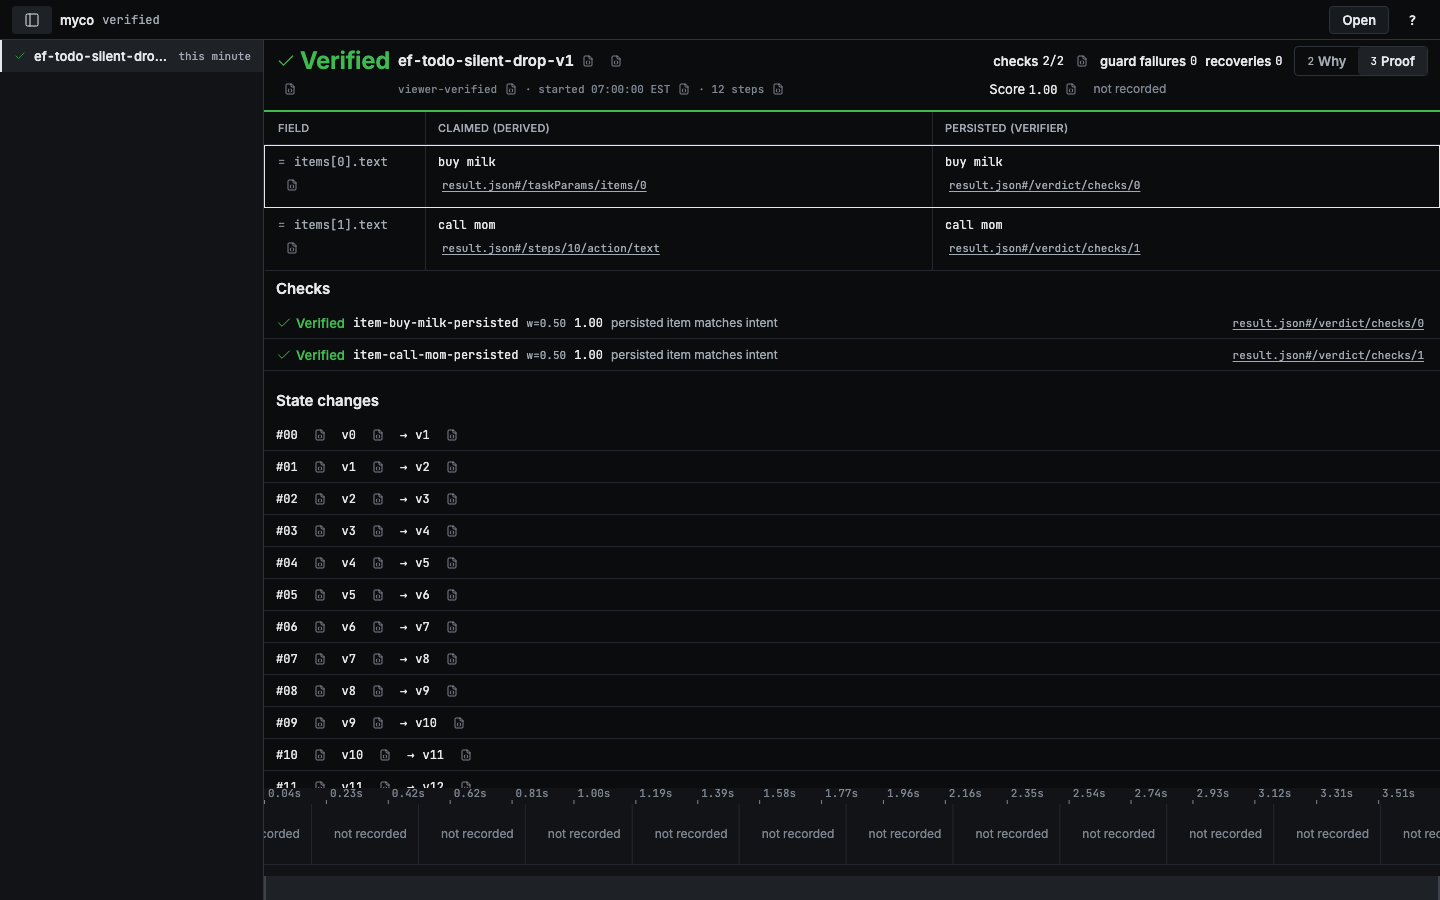 myco verified Open ?
ef-todo-silent-dro... this minute
Verified ef-todo-silent-drop-v1 checks 2/2 guard failures 0 recoveries 0 2 Why 3 Proof
viewer-verified · started 07:00:00 EST · 12 steps Score 1.00 not recorded
FIELD CLAIMED (DERIVED) PERSISTED (VERIFIER)
= items[0].text buy milk buy milk
result.json#/taskParams/items/0 result.json#/verdict/checks/0
= items[1].text call mom call mom
result.json#/steps/10/action/text result.json#/verdict/checks/1
Checks
Verified item-buy-milk-persisted w=0.50 1.00 persisted item matches intent result.json#/verdict/checks/0
Verified item-call-mom-persisted w=0.50 1.00 persisted item matches intent result.json#/verdict/checks/1
State changes
#00 v0 → v1
#01 v1 → v2
#02 v2 → v3
#03 v3 → v4
#04 v4 → v5
#05 v5 → v6
#06 v6 → v7
#07 v7 → v8
#08 v8 → v9
#09 v9 → v10
#10 v10 → v11
#11 v11 → v12
0.04s 0.23s 0.42s 0.62s 0.81s 1.00s 1.19s 1.39s 1.58s 1.77s 1.96s 2.16s 2.35s 2.54s 2.74s 2.93s 3.12s 3.31s 3.51s
corded not recorded not recorded not recorded not recorded not recorded not recorded not recorded not recorded not recorded not recorded not rec